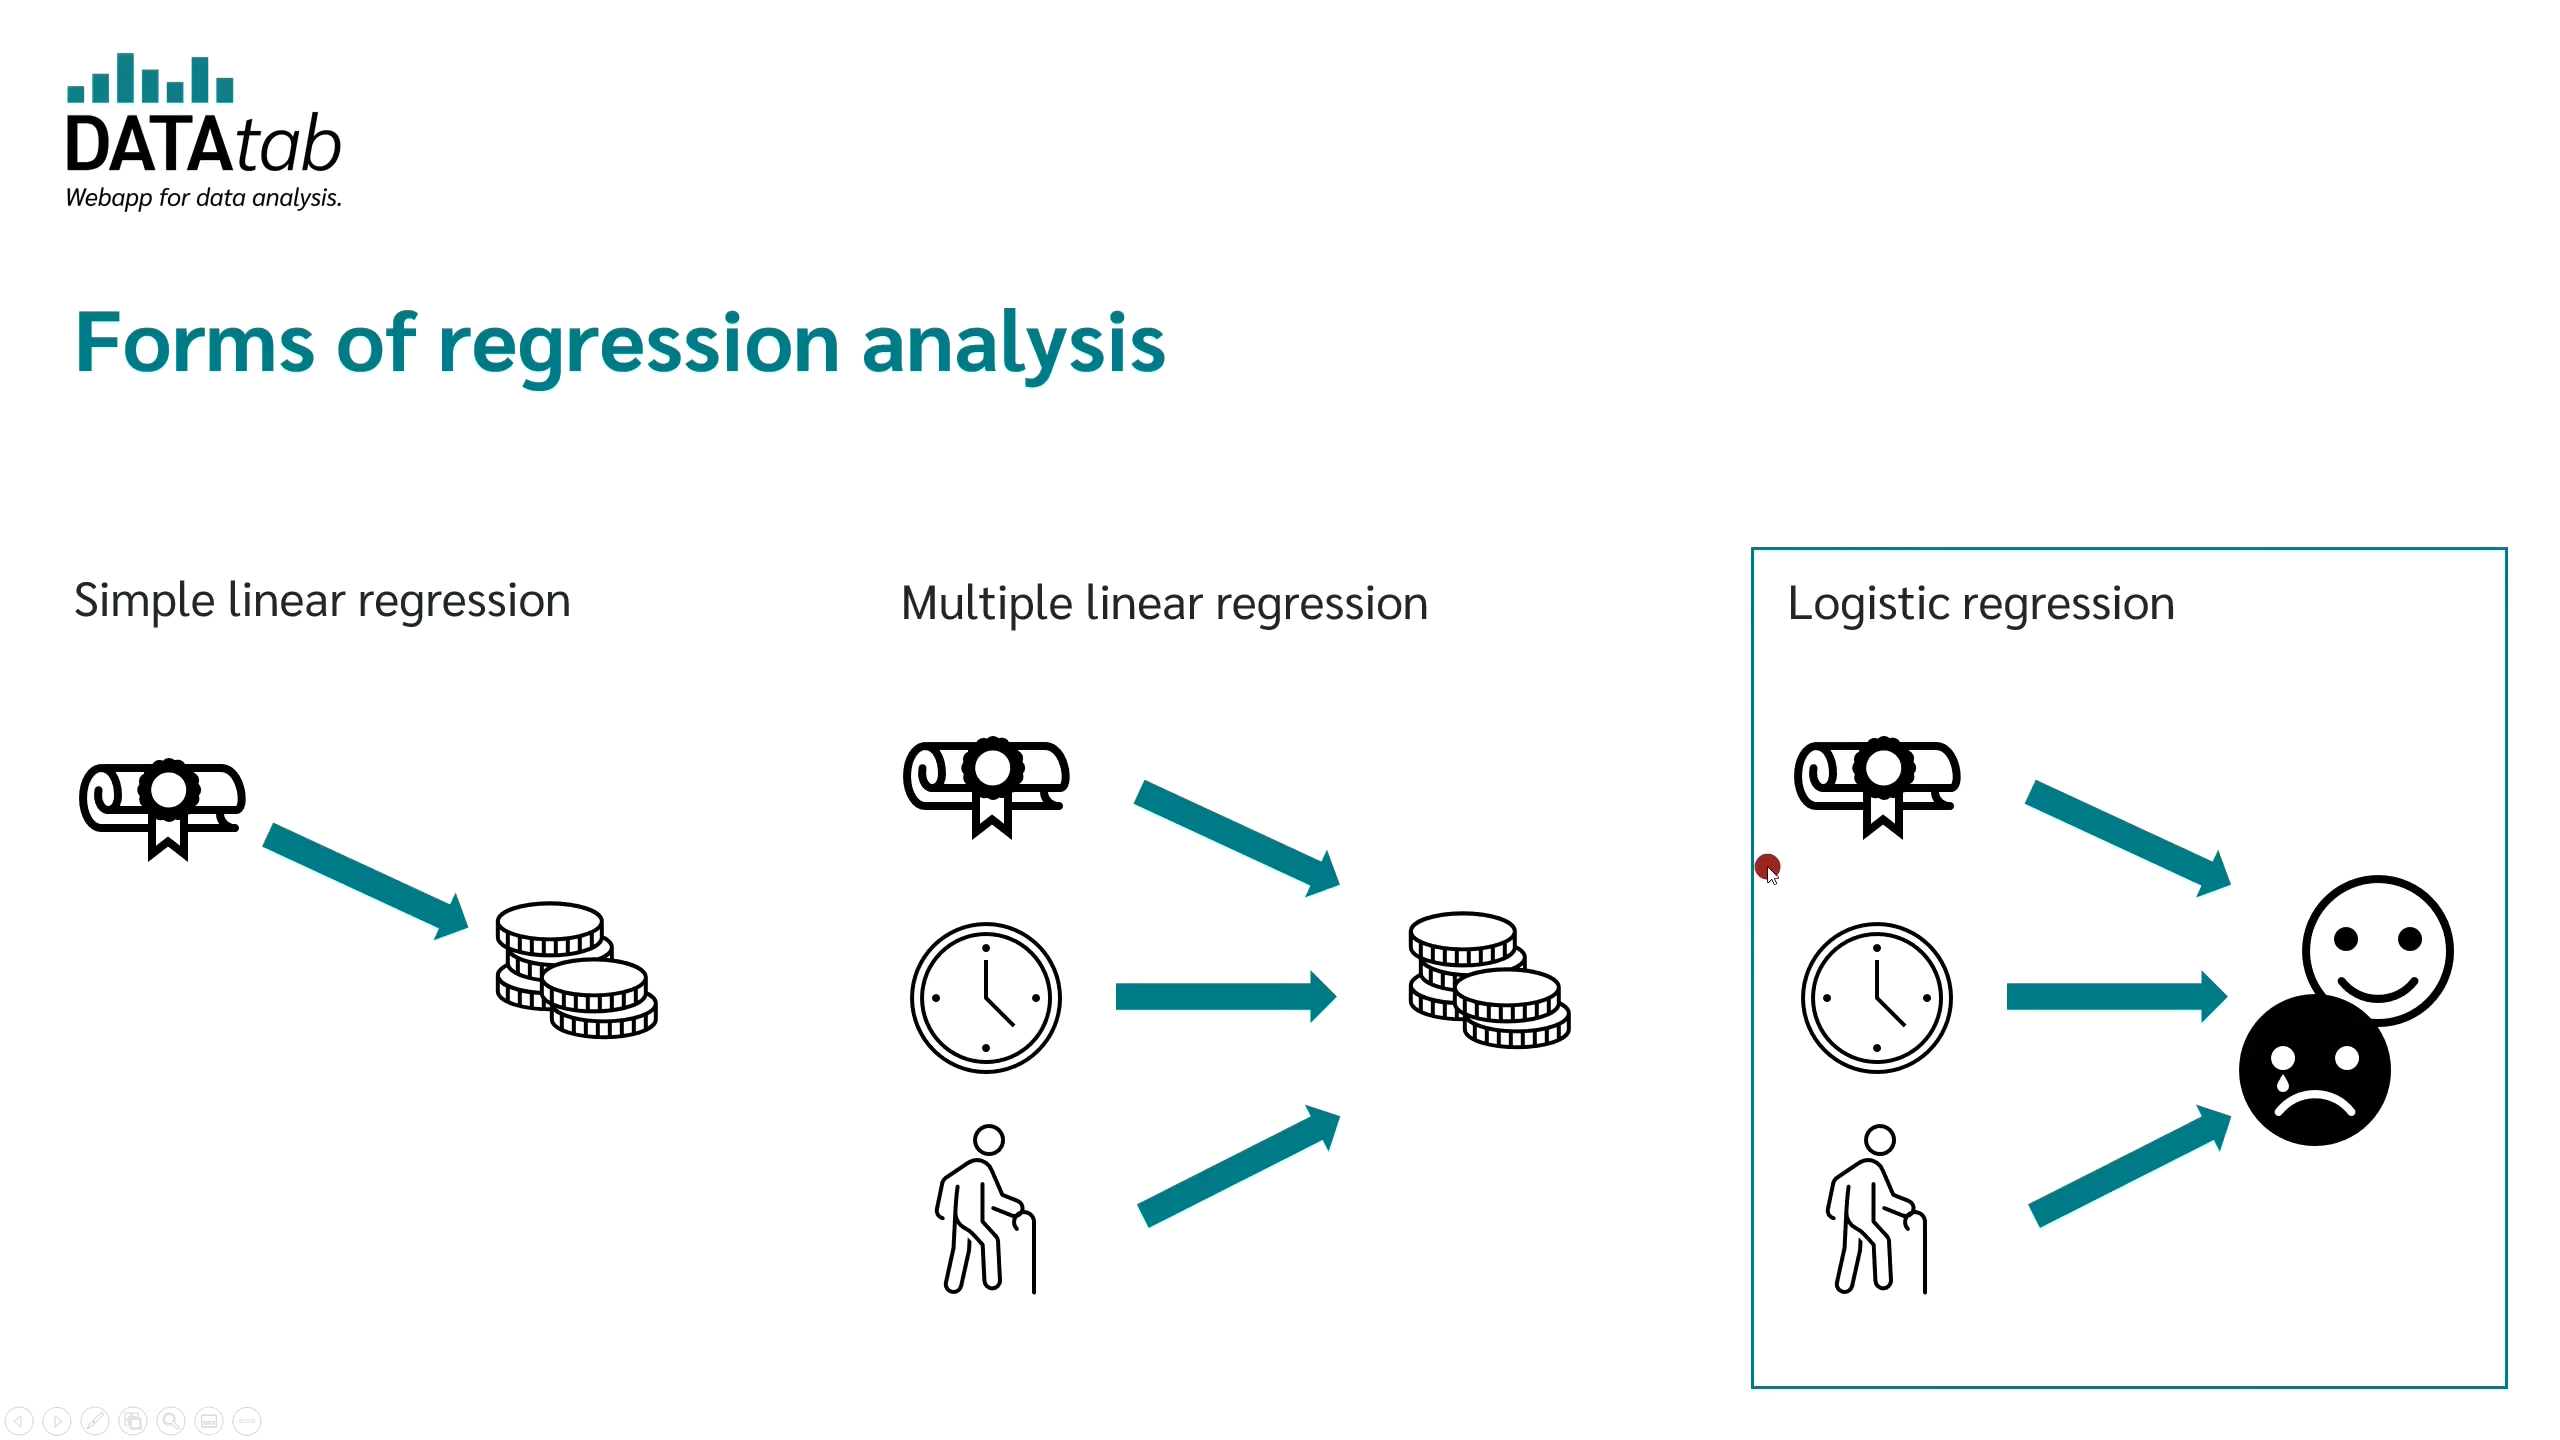 DATAtab
Webapp for data analysis.
Forms of regression analysis
Simple linear regression
Multiple linear regression
Logistic regression